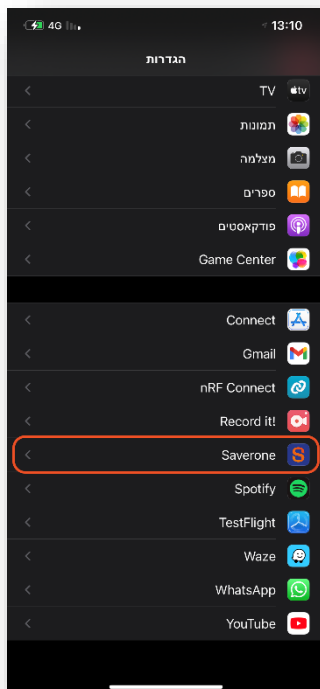 4G 13:10
הגדרות
TV
תמונות
מצלמה
ספרים
פודקאסטים
Game Center
Connect
Gmail
nRF Connect
Record it!
Saverone
Spotify
TestFlight
Waze
WhatsApp
YouTube